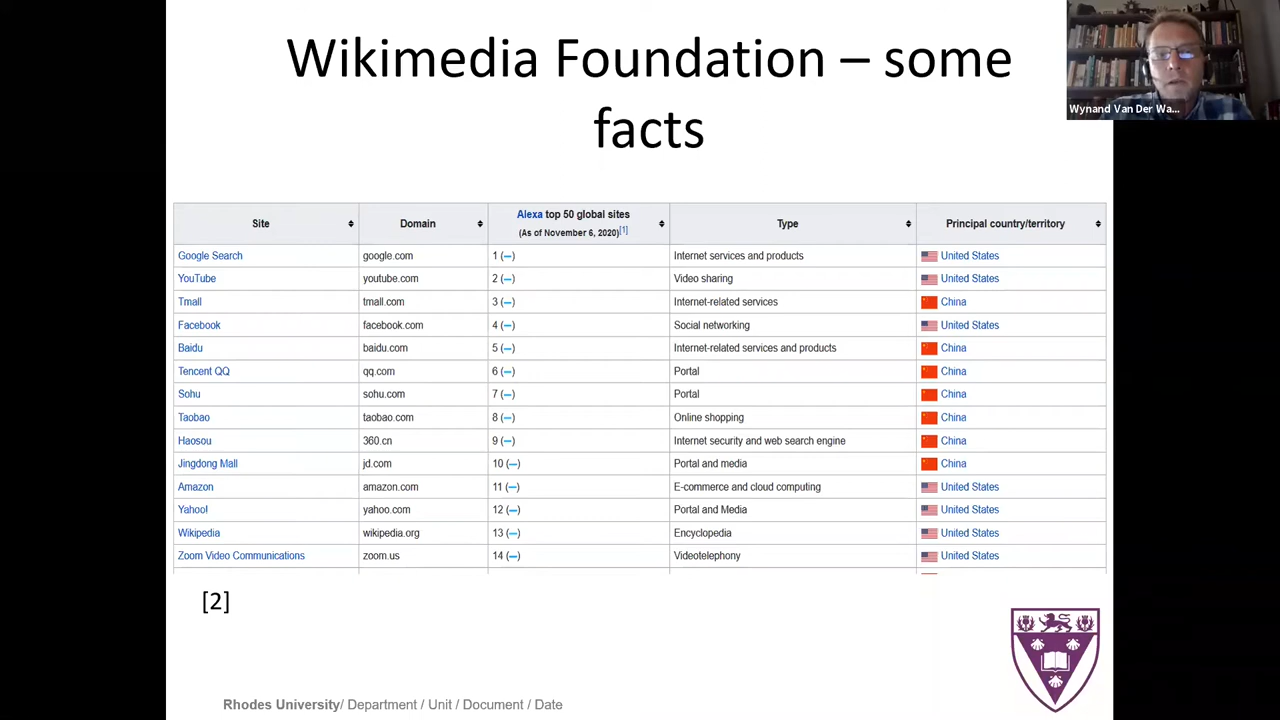 Wikimedia Foundation – some
facts
Wynand Van Der Wa...
Site Domain Alexa top 50 global sites (As of November 6, 2020)[1] Type Principal country/territory
Google Search google.com 1 (—) Internet services and products United States
YouTube youtube.com 2 (—) Video sharing United States
Tmall tmall.com 3 (—) Internet-related services China
Facebook facebook.com 4 (—) Social networking United States
Baidu baidu.com 5 (—) Internet-related services and products China
Tencent QQ qq.com 6 (—) Portal China
Sohu sohu.com 7 (—) Portal China
Taobao taobao.com 8 (—) Online shopping China
Haosou 360.cn 9 (—) Internet security and web search engine China
Jingdong Mall jd.com 10 (—) Portal and media China
Amazon amazon.com 11 (—) E-commerce and cloud computing United States
Yahoo! yahoo.com 12 (—) Portal and Media United States
Wikipedia wikipedia.org 13 (—) Encyclopedia United States
Zoom Video Communications zoom.us 14 (—) Videotelephony United States
[2]
Rhodes University/ Department / Unit / Document / Date